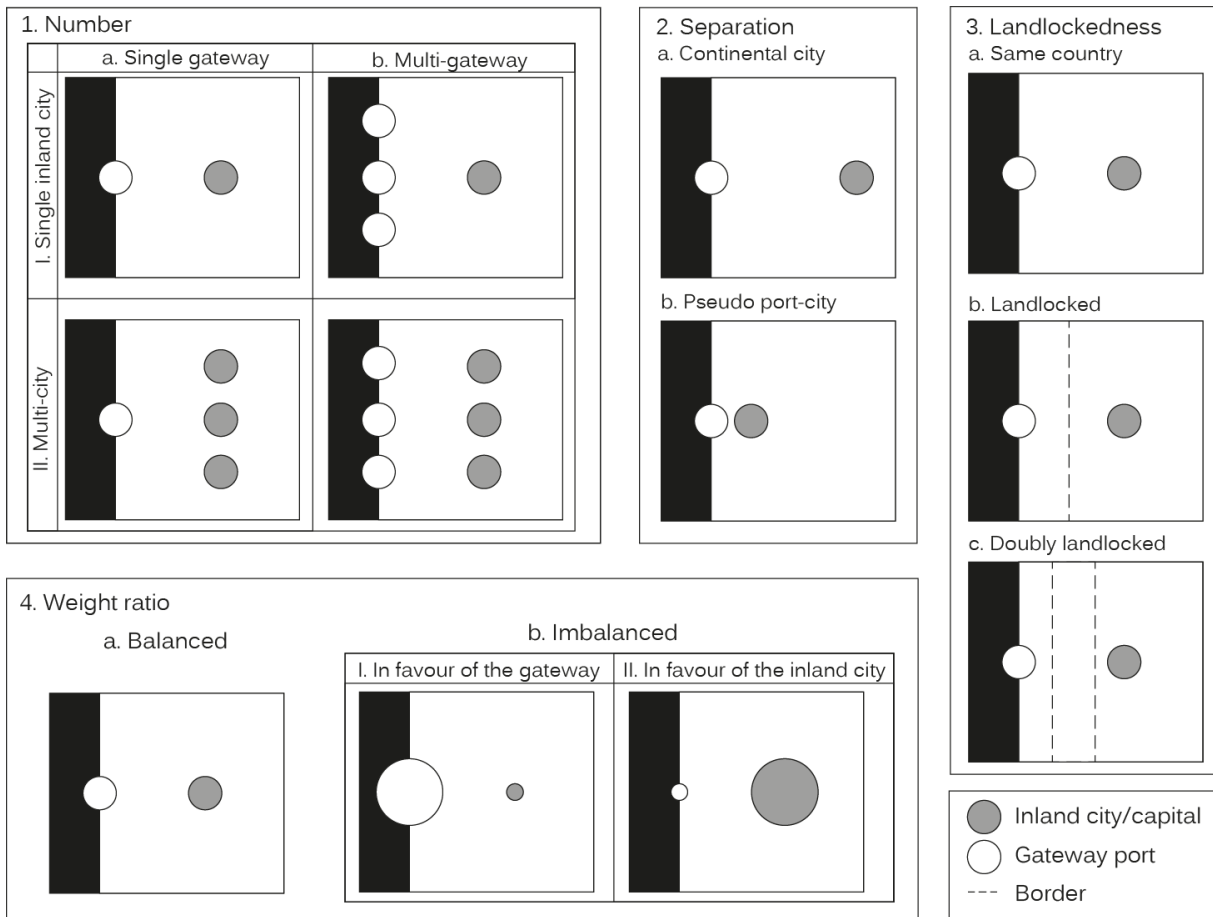 1. Number
a. Single gateway
b. Multi-gateway
I. Single inland city
II. Multi-city
2. Separation
a. Continental city
b. Pseudo port-city
3. Landlockedness
a. Same country
b. Landlocked
c. Doubly landlocked
4. Weight ratio
a. Balanced
b. Imbalanced
I. In favour of the gateway
II. In favour of the inland city
Inland city/capital
Gateway port
Border